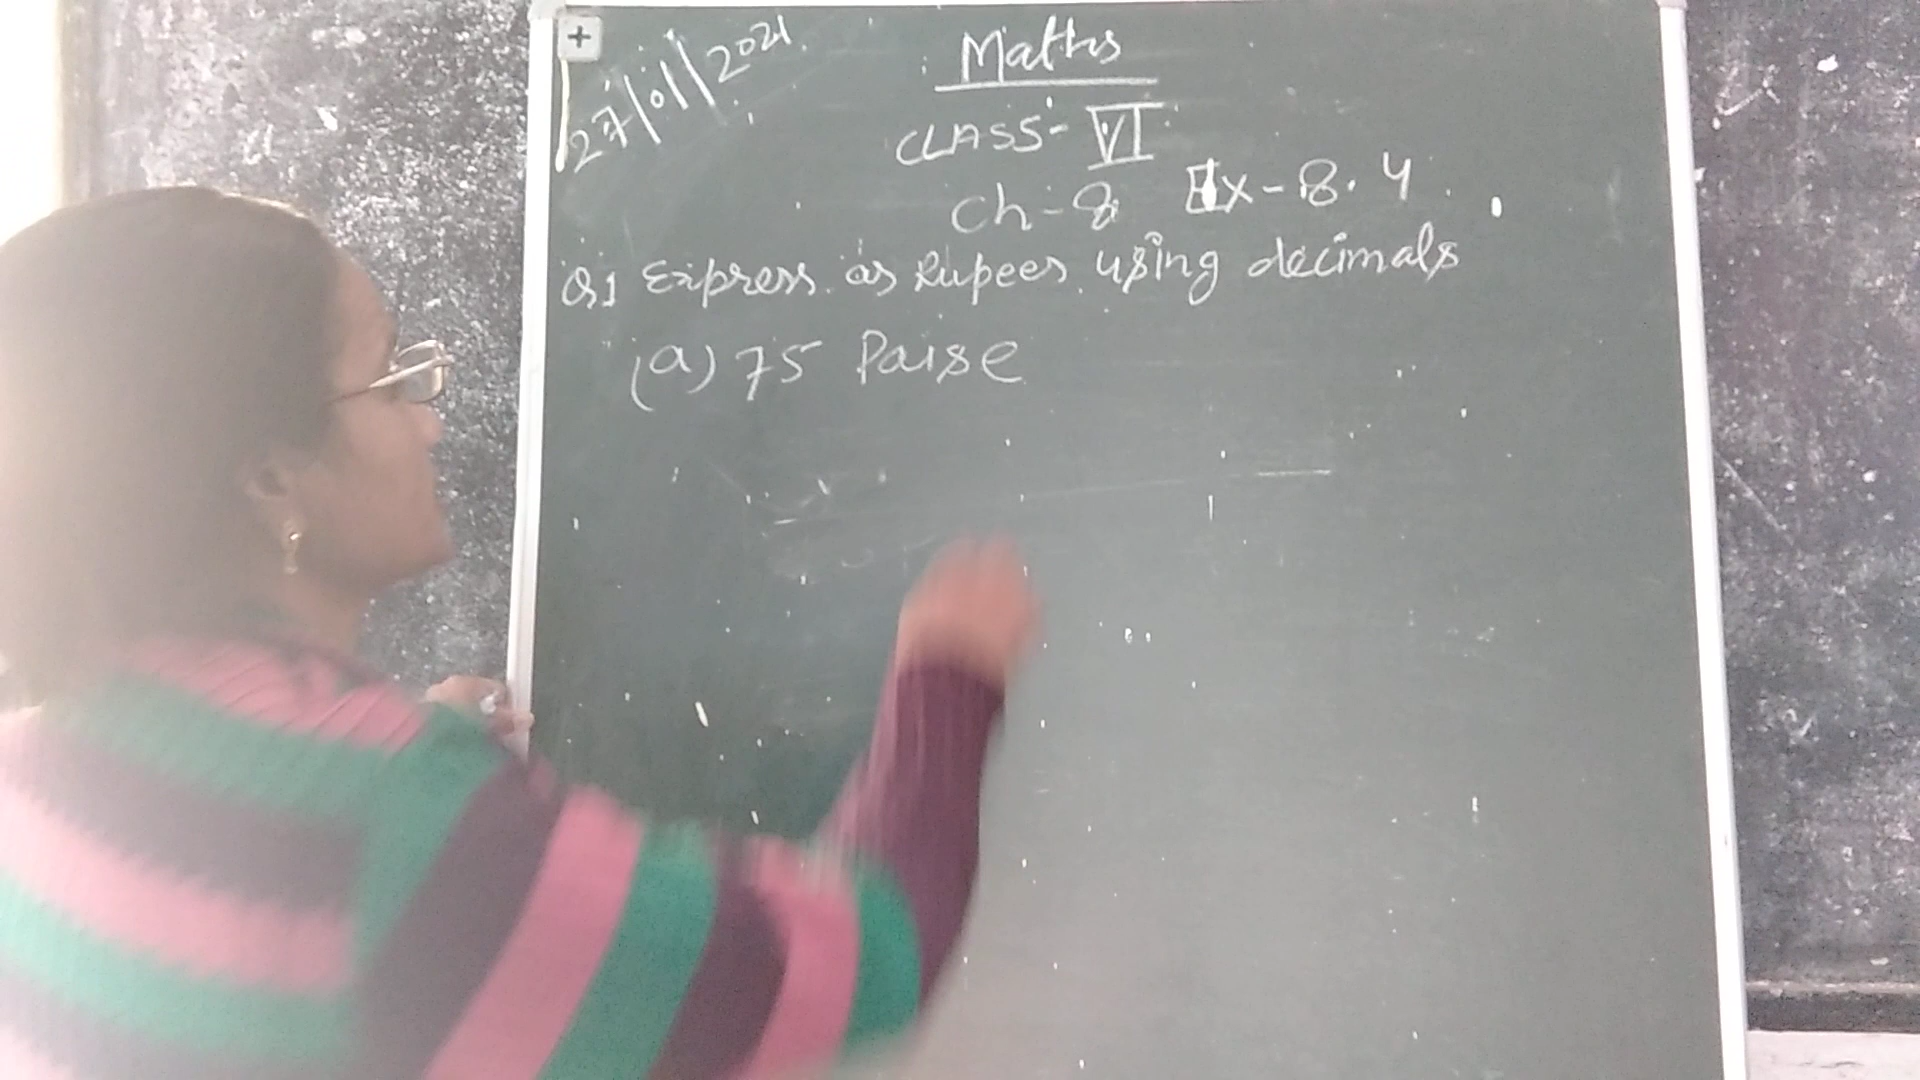 27/01/2021
Maths
CLASS - VI
Ch - 8 Ex - 8.4
Q1 Express as Rupees using decimals
(a) 75 Paise